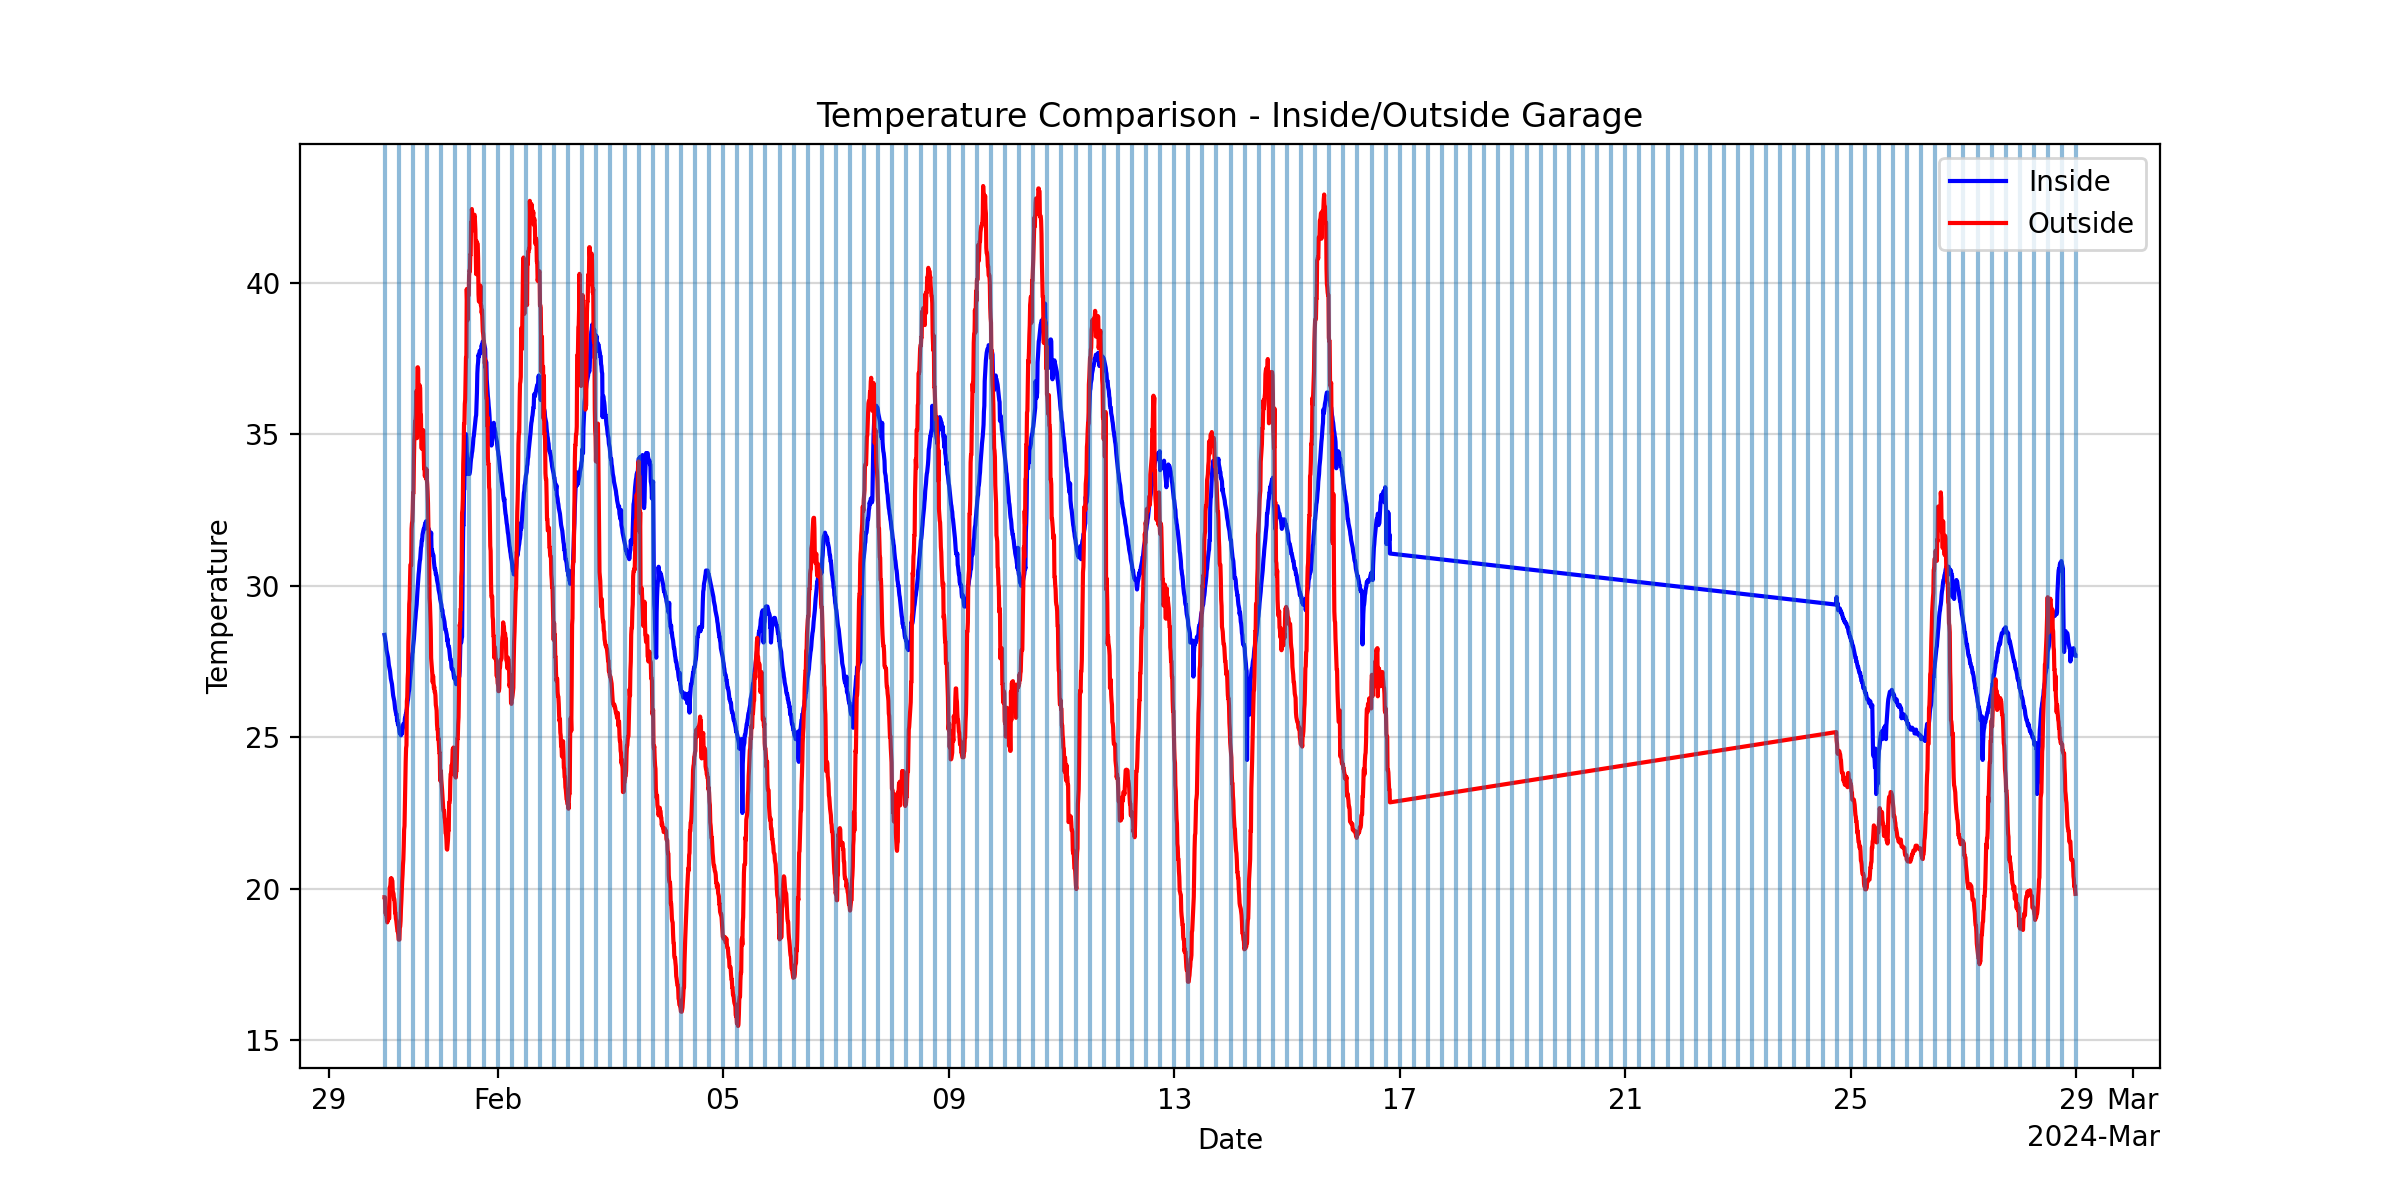 Temperature Comparison - Inside/Outside Garage
Inside
Outside
40
35
30
25
20
15
Temperature
29 Feb 05 09 13 17 21 25 29 Mar
Date
2024-Mar